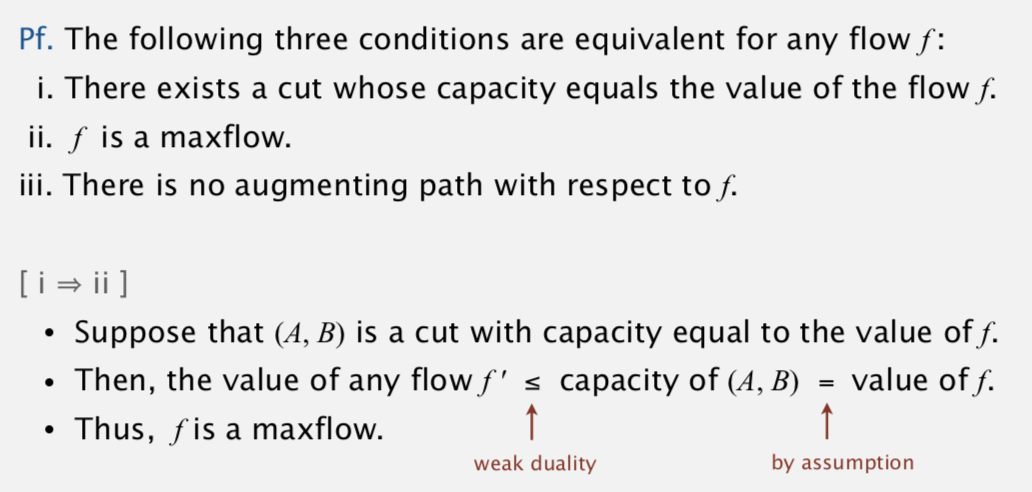 Pf. The following three conditions are equivalent for any flow f:
i. There exists a cut whose capacity equals the value of the flow f.
ii. f is a maxflow.
iii. There is no augmenting path with respect to f.
[ i ⇒ ii ]
• Suppose that (A, B) is a cut with capacity equal to the value of f.
• Then, the value of any flow f ' ≤ capacity of (A, B) = value of f.
• Thus, f is a maxflow.
weak duality
by assumption